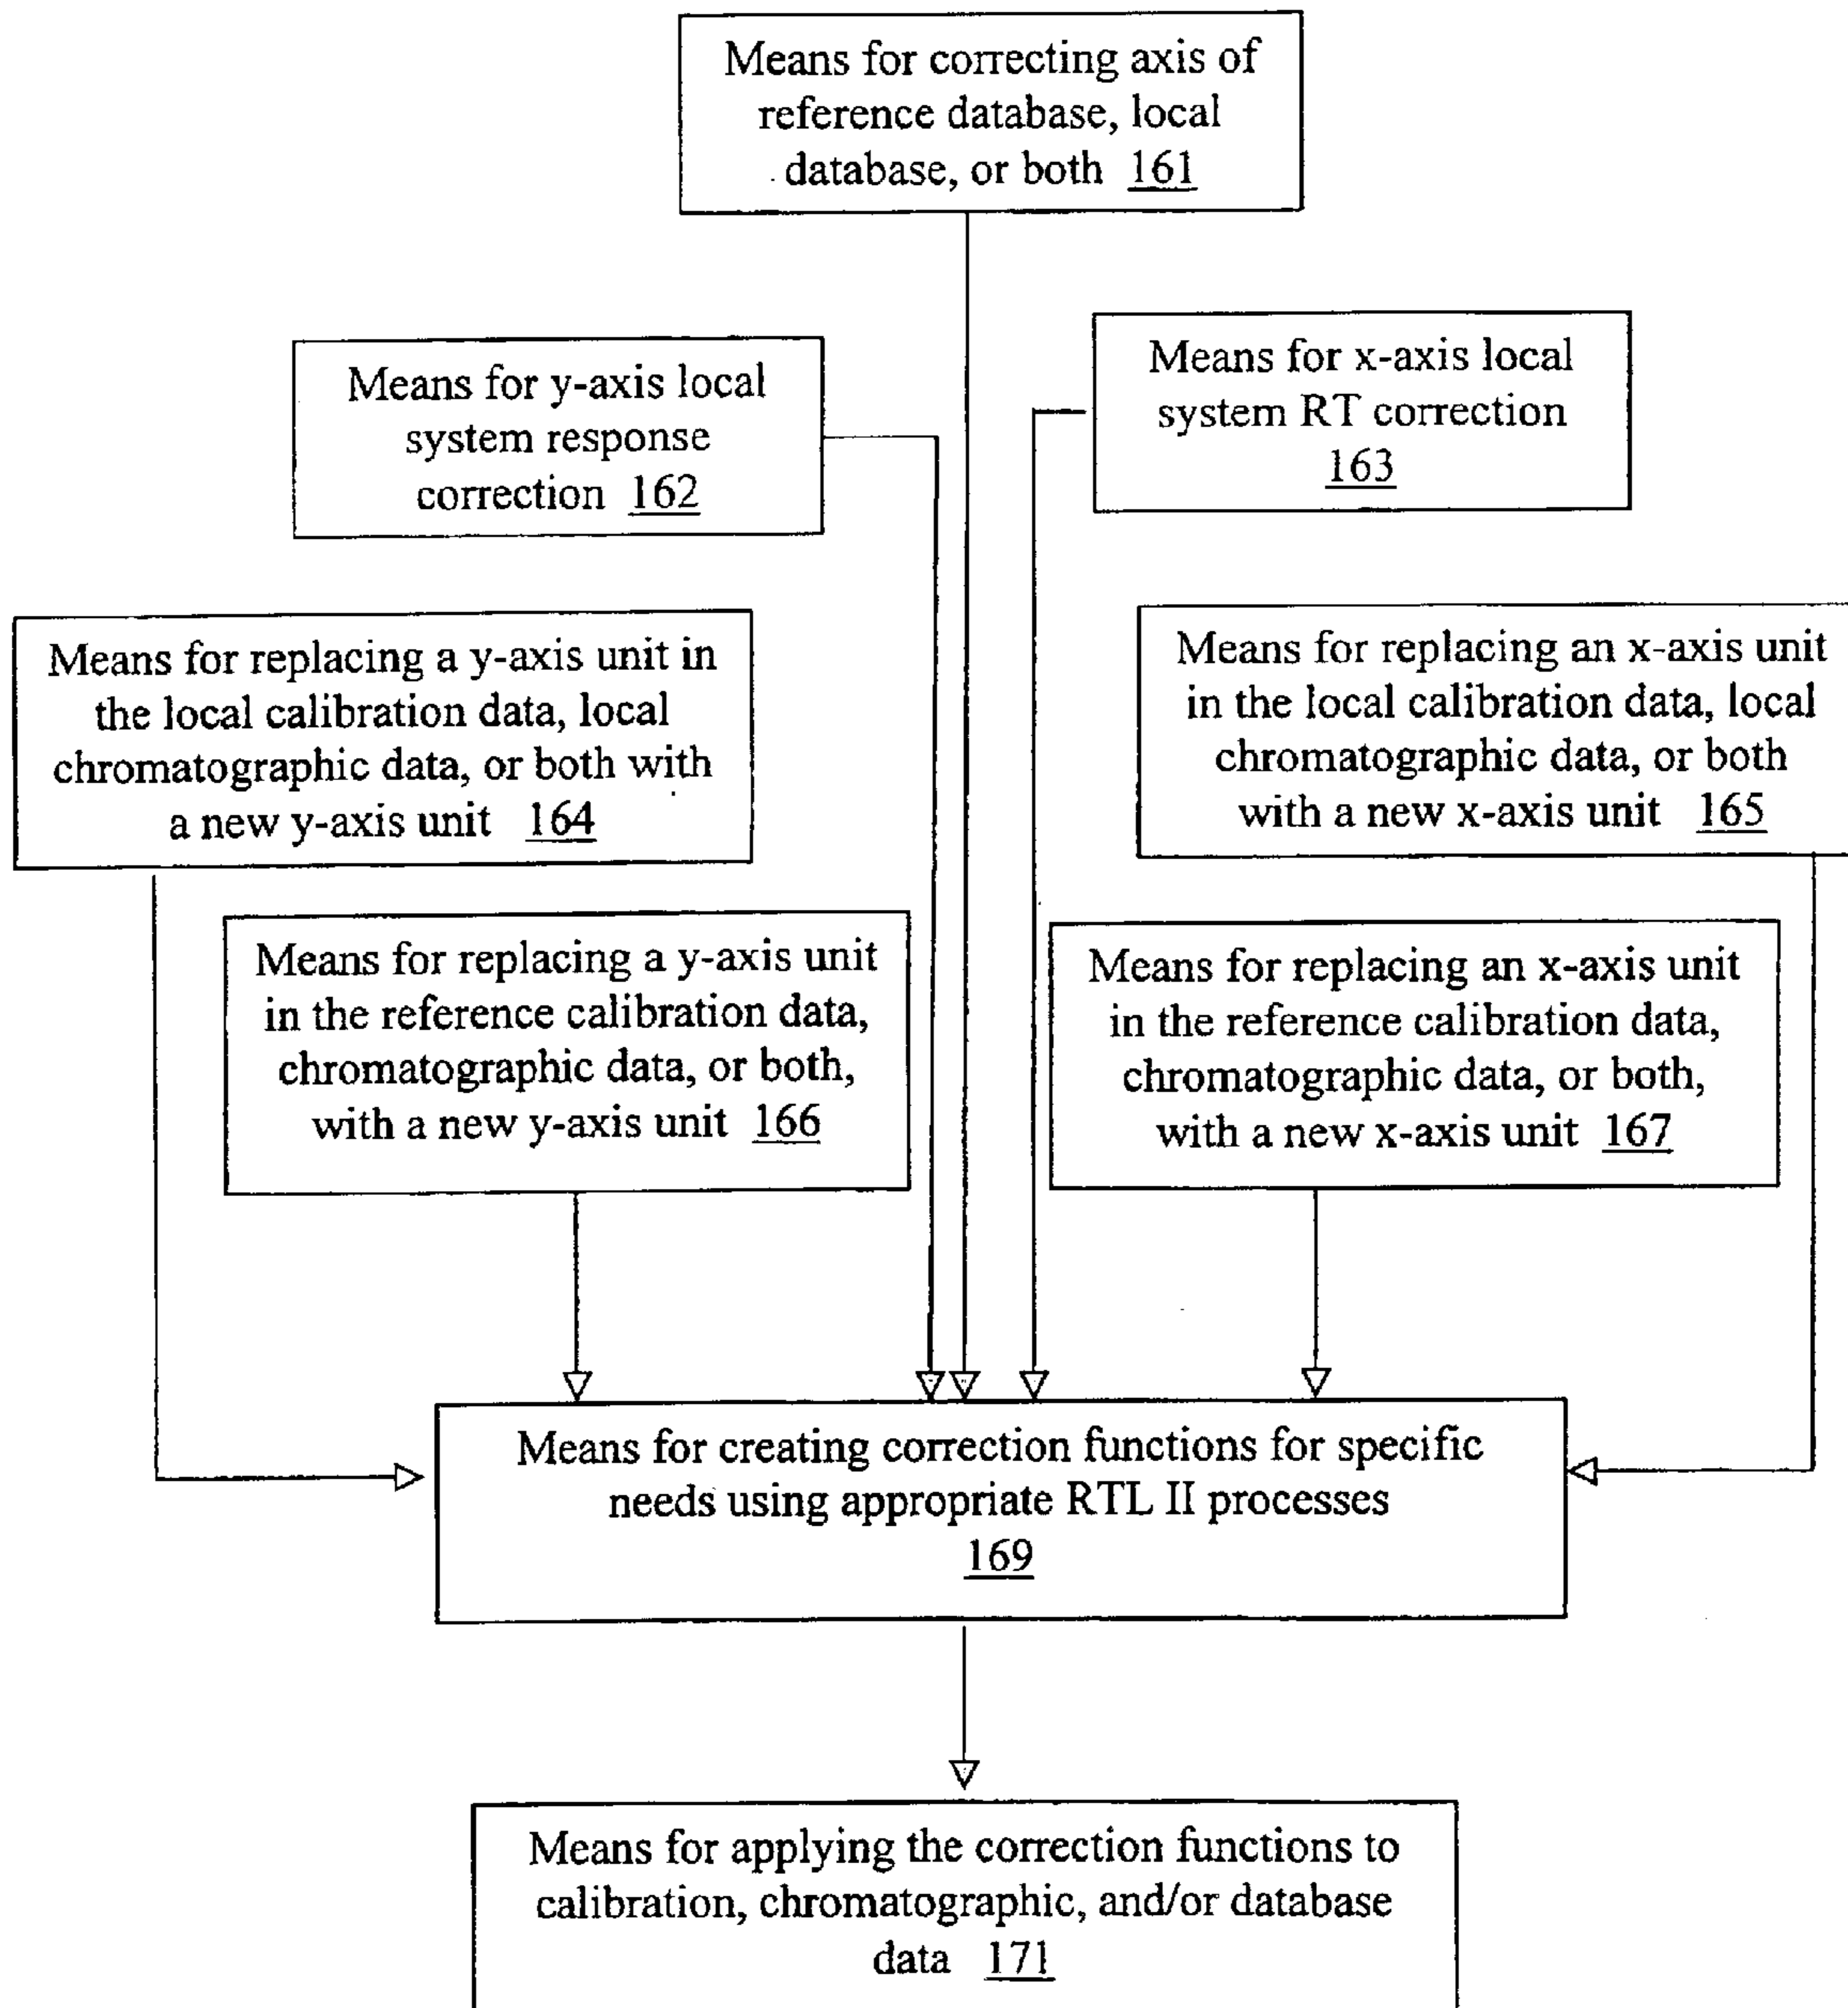 Means for correcting axis of
reference database, local
database, or both 161
Means for y-axis local
system response
correction 162
Means for x-axis local
system RT correction
163
Means for replacing a y-axis unit in
the local calibration data, local
chromatographic data, or both with
a new y-axis unit 164
Means for replacing an x-axis unit
in the local calibration data, local
chromatographic data, or both
with a new x-axis unit 165
Means for replacing a y-axis unit
in the reference calibration data,
chromatographic data, or both,
with a new y-axis unit 166
Means for replacing an x-axis unit
in the reference calibration data,
chromatographic data, or both,
with a new x-axis unit 167
Means for creating correction functions for specific
needs using appropriate RTL II processes
169
Means for applying the correction functions to
calibration, chromatographic, and/or database
data 171